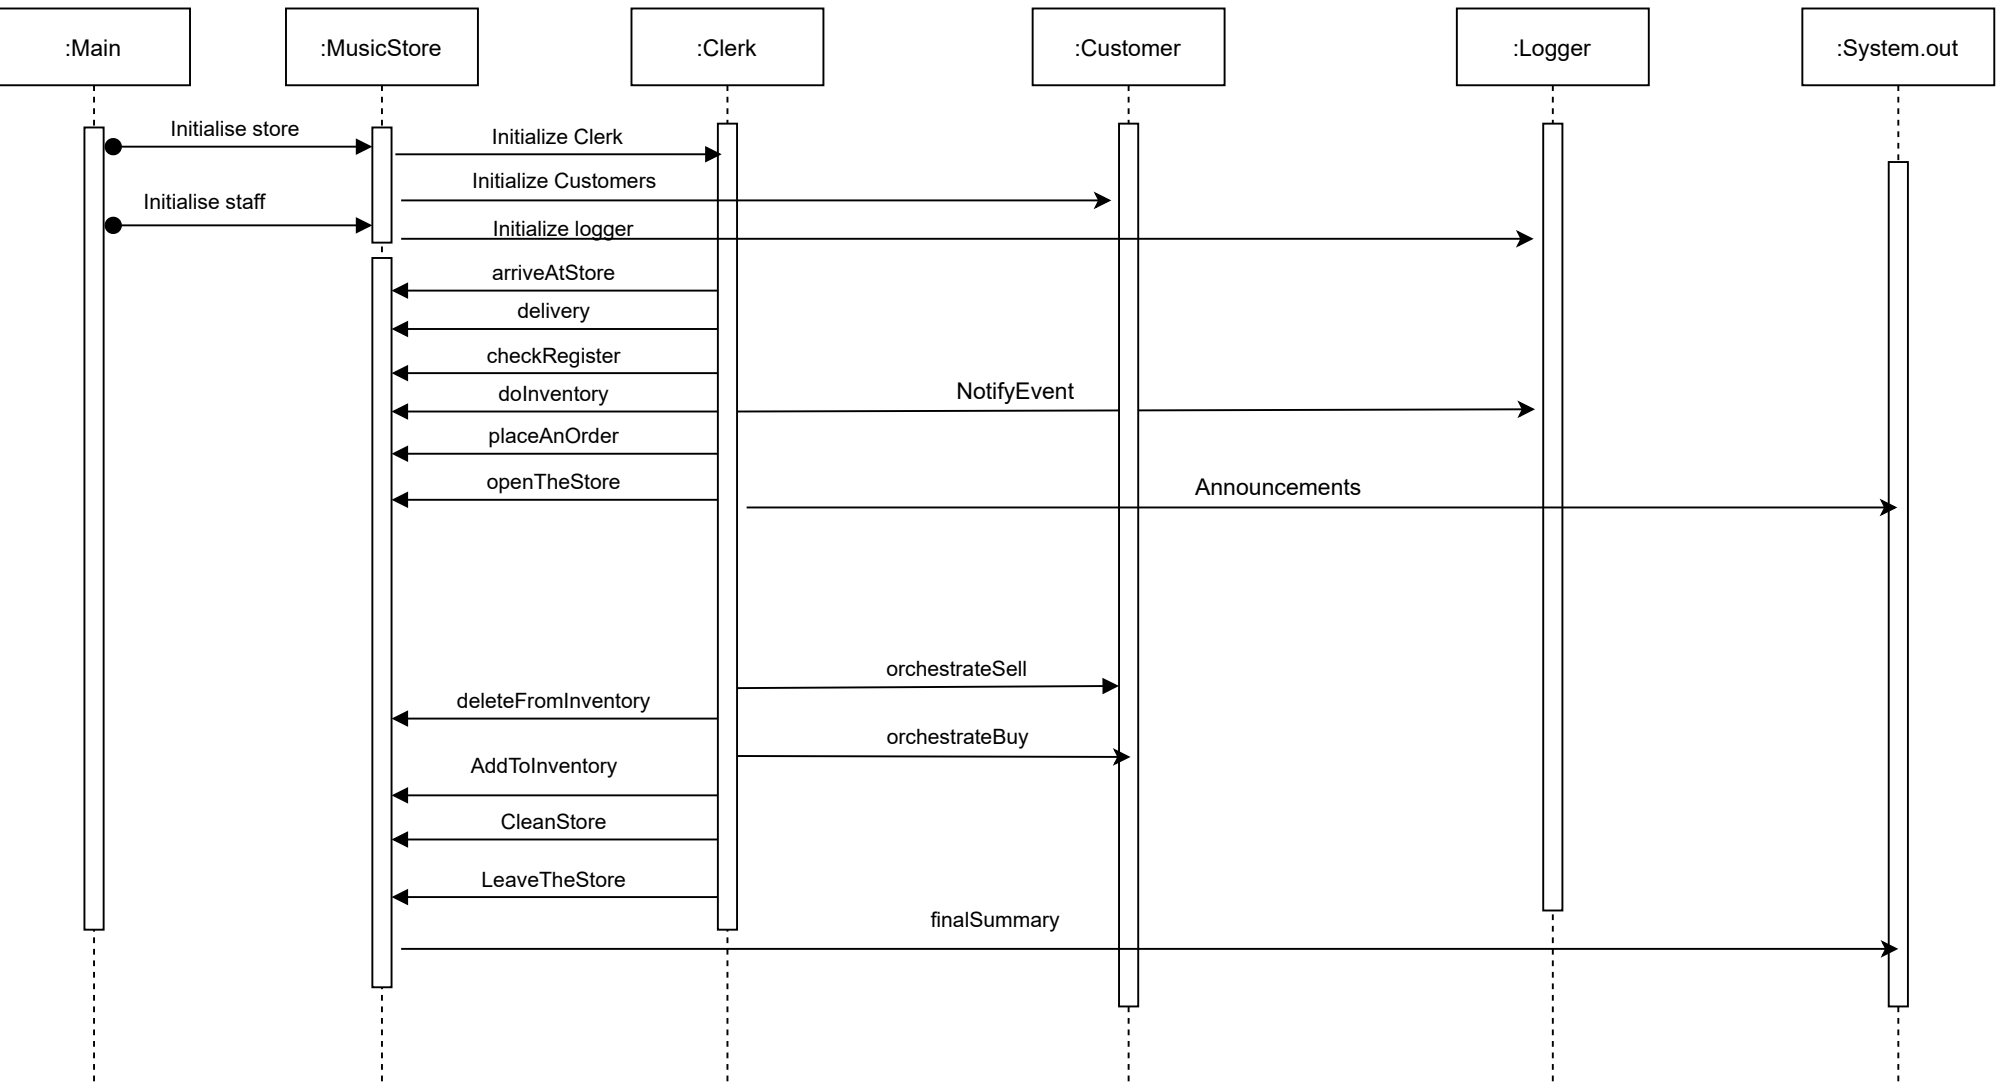 :Main
:MusicStore
:Clerk
:Customer
:Logger
:System.out
Initialise store
Initialize Clerk
Initialize Customers
Initialise staff
Initialize logger
arriveAtStore
delivery
checkRegister
doInventory
NotifyEvent
placeAnOrder
openTheStore
Announcements
orchestrateSell
deleteFromInventory
orchestrateBuy
AddToInventory
CleanStore
LeaveTheStore
finalSummary